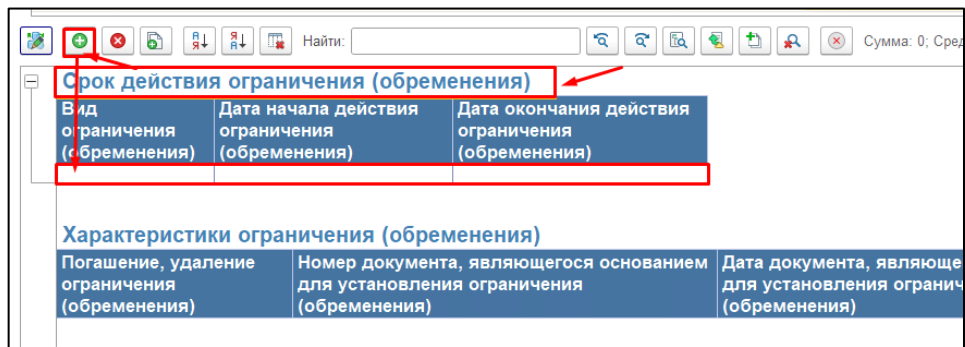 Найти: Сумма: 0; Сред
Срок действия ограничения (обременения)
Вид ограничения (обременения)
Дата начала действия ограничения (обременения)
Дата окончания действия ограничения (обременения)
Характеристики ограничения (обременения)
Погашение, удаление ограничения (обременения)
Номер документа, являющегося основанием для установления ограничения (обременения)
Дата документа, являюще для установления огранич (обременения)